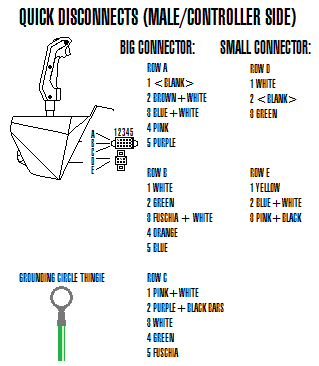 QUICK DISCONNECTS (MALE/CONTROLLER SIDE)
BIG CONNECTOR:
ROW A
1 <BLANK>
2 BROWN + WHITE
3 BLUE + WHITE
4 PINK
5 PURPLE
ROW B
1 WHITE
2 GREEN
3 FUSCHIA + WHITE
4 ORANGE
5 BLUE
ROW C
1 PINK + WHITE
2 PURPLE + BLACK BARS
3 WHITE
4 GREEN
5 FUSCHIA
SMALL CONNECTOR:
ROW D
1 WHITE
2 <BLANK>
3 GREEN
ROW E
1 YELLOW
2 BLUE + WHITE
3 PINK + BLACK
12345
A
B
C
D
E
GROUNDING CIRCLE THINGIE